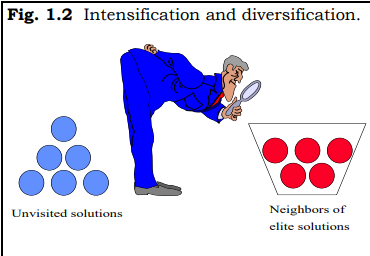 Fig. 1.2 Intensification and diversification.
Unvisited solutions
Neighbors of
elite solutions